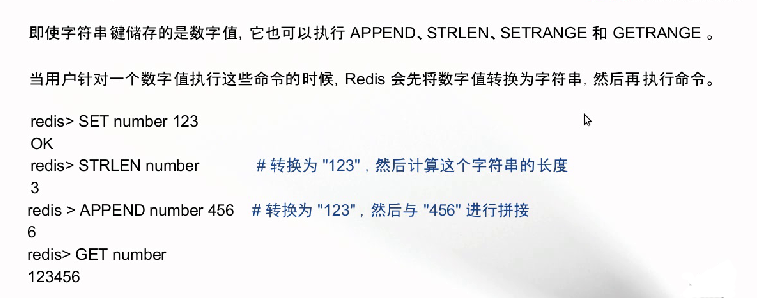 即使字符串键储存的是数字值, 它也可以执行 APPEND、STRLEN、SETRANGE 和 GETRANGE 。
当用户针对一个数字值执行这些命令的时候, Redis 会先将数字值转换为字符串, 然后再执行命令。
redis> SET number 123
OK
redis> STRLEN number # 转换为 "123" , 然后计算这个字符串的长度
3
redis > APPEND number 456 # 转换为 "123" , 然后与 "456" 进行拼接
6
redis> GET number
123456